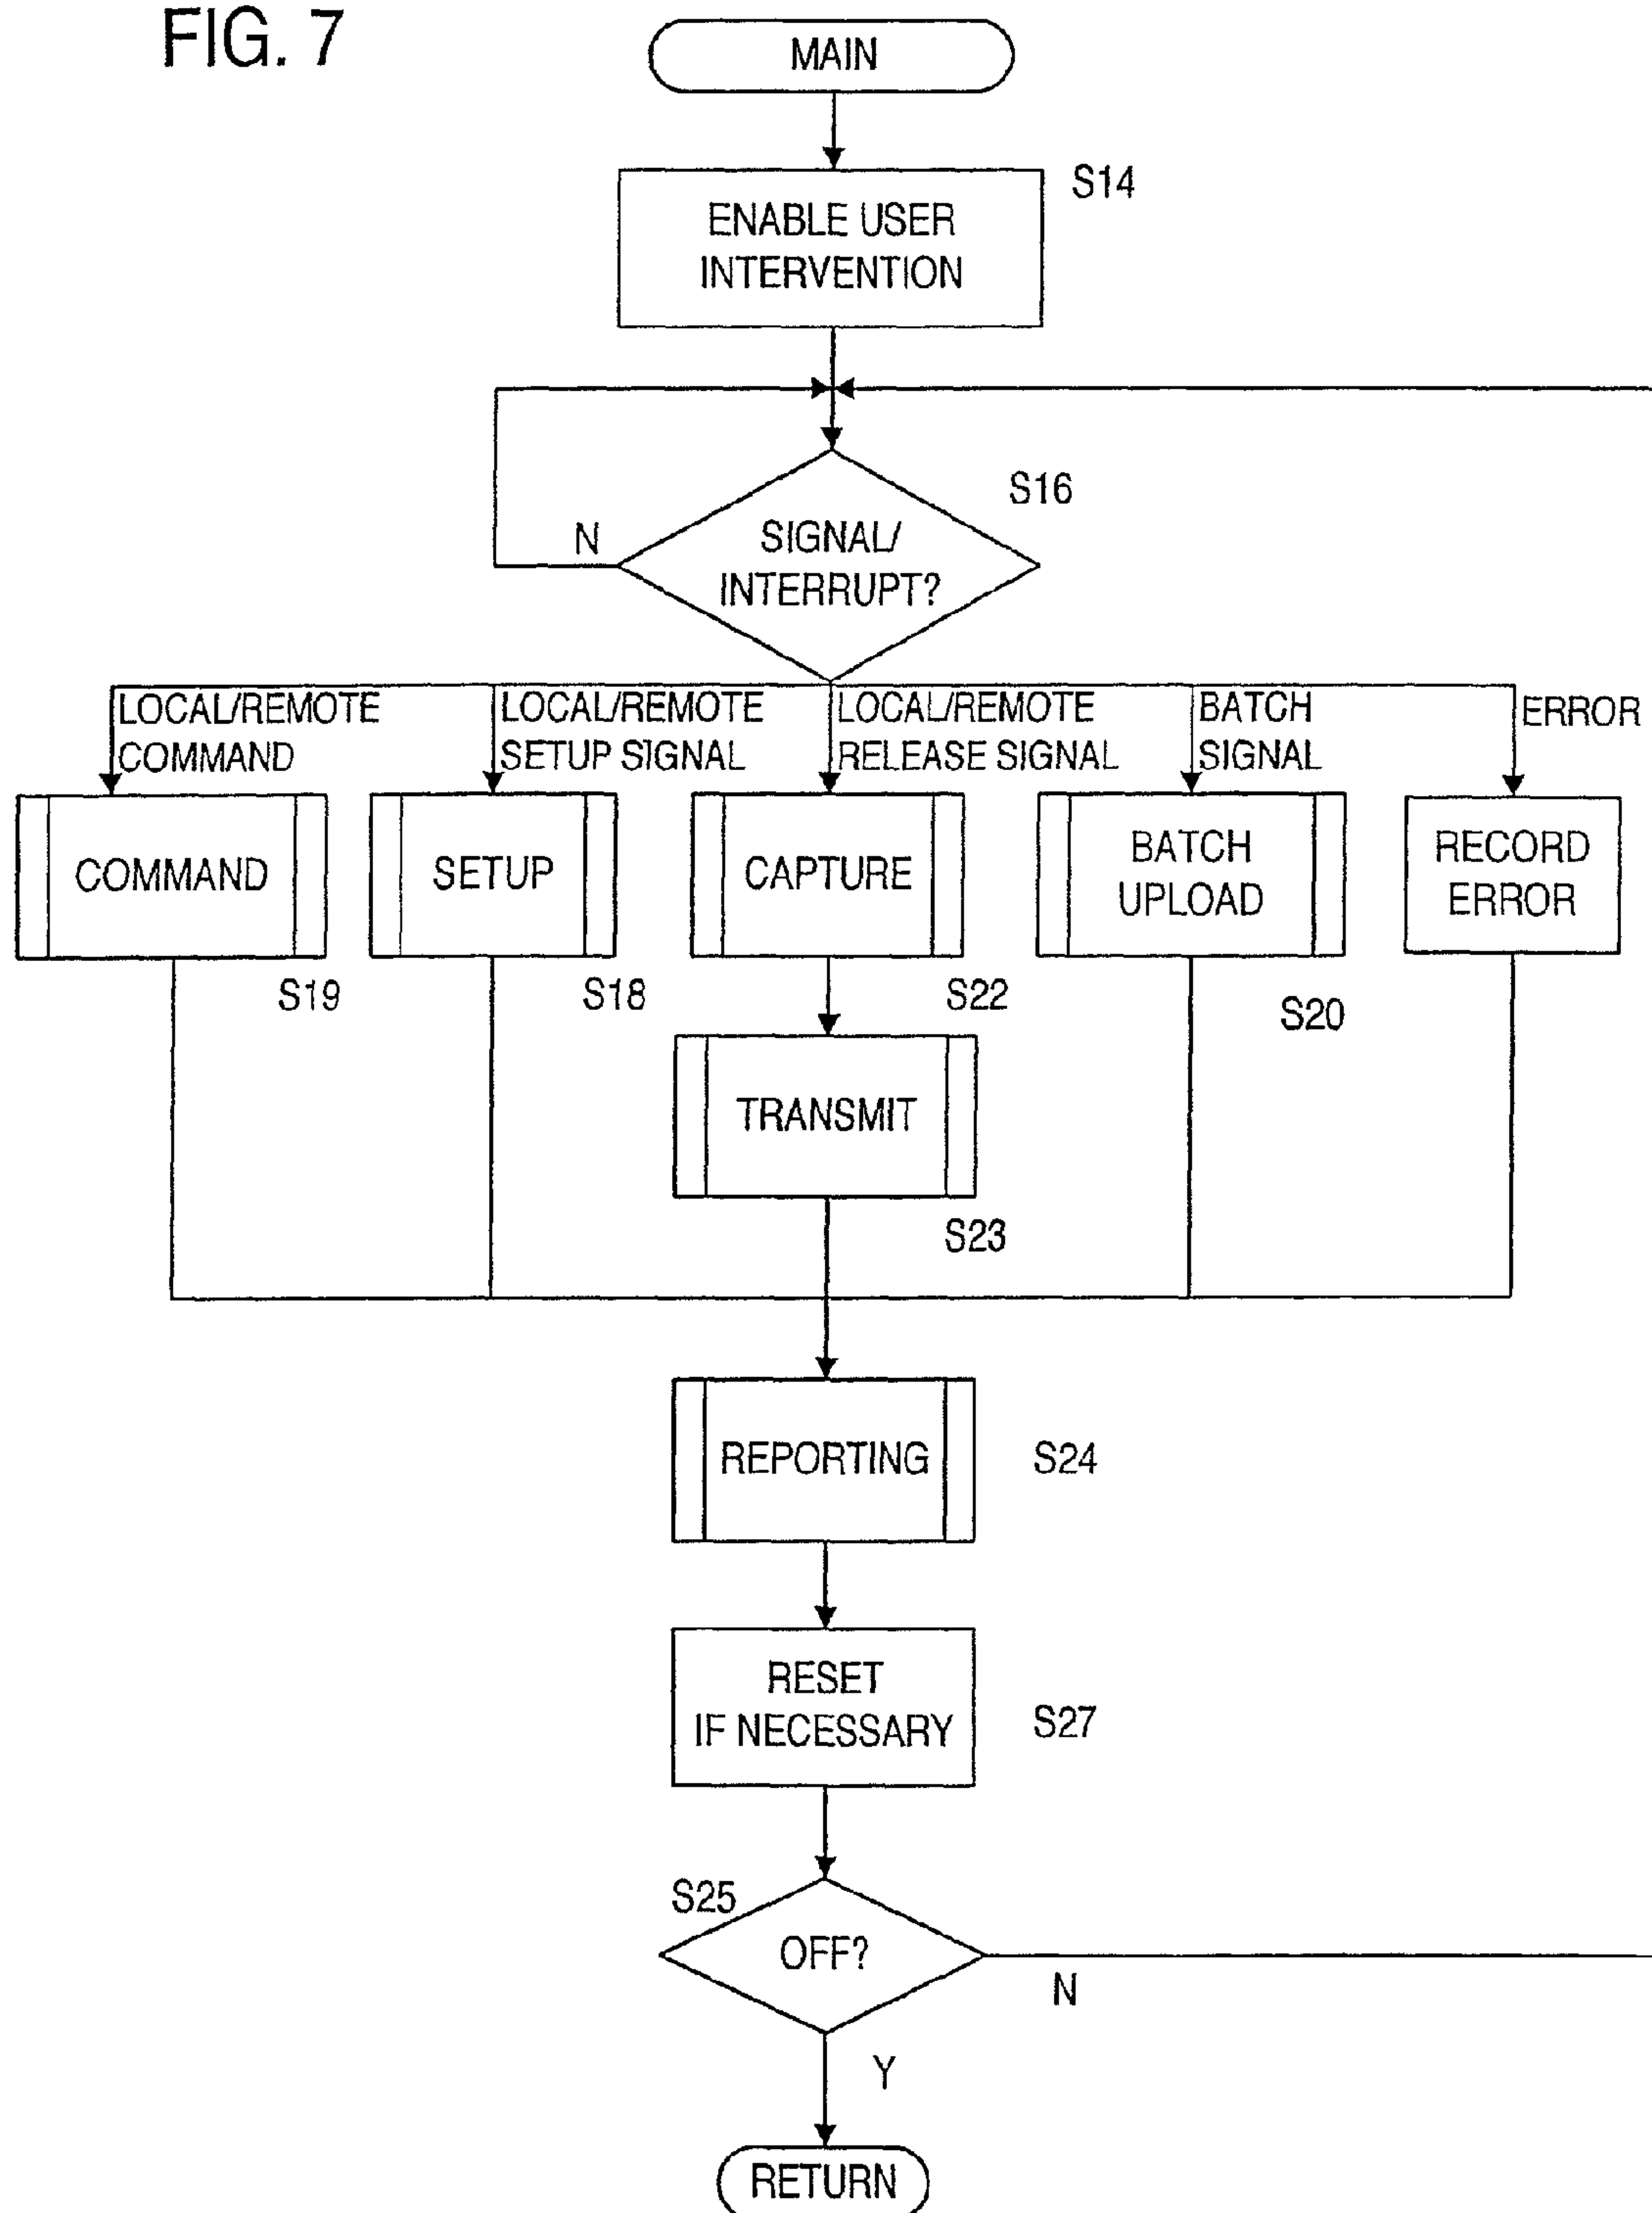 FIG. 7
MAIN
S14
ENABLE USER
INTERVENTION
S16
N
SIGNAL/
INTERRUPT?
LOCAL/REMOTE
COMMAND
LOCAL/REMOTE
SETUP SIGNAL
LOCAL/REMOTE
RELEASE SIGNAL
BATCH
SIGNAL
ERROR
COMMAND
SETUP
CAPTURE
BATCH
UPLOAD
RECORD
ERROR
S19
S18
S22
S20
TRANSMIT
S23
REPORTING
S24
RESET
IF NECESSARY
S27
S25
OFF?
N
Y
RETURN